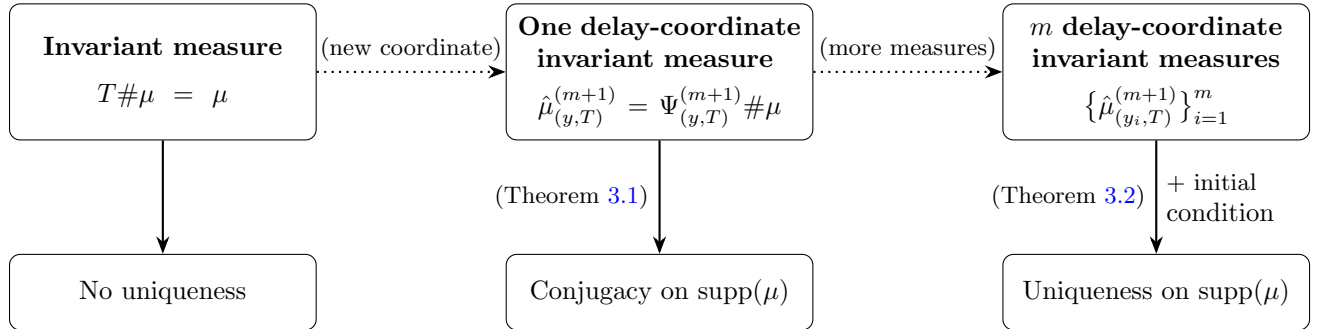 Invariant measure
T#μ = μ
(new coordinate)
One delay-coordinate
invariant measure
μ̂^{(m+1)}_{(y,T)} = Ψ^{(m+1)}_{(y,T)}#μ
(more measures)
m delay-coordinate
invariant measures
{μ̂^{(m+1)}_{(y_i,T)}}^m_{i=1}
(Theorem 3.1)
(Theorem 3.2)
+ initial
condition
No uniqueness
Conjugacy on supp(μ)
Uniqueness on supp(μ)